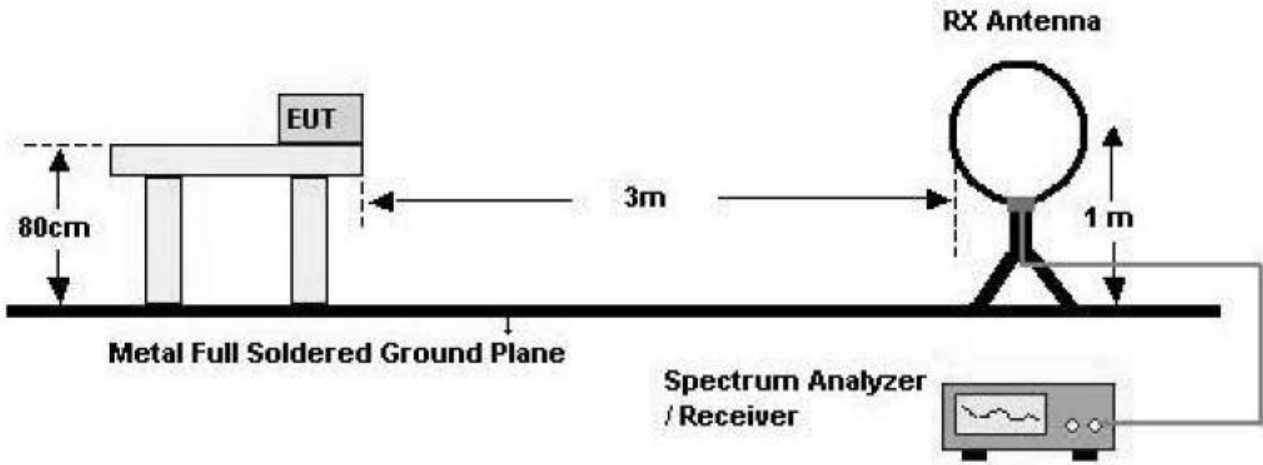 RX Antenna
EUT
80cm
3m
1 m
Metal Full Soldered Ground Plane
Spectrum Analyzer
/ Receiver